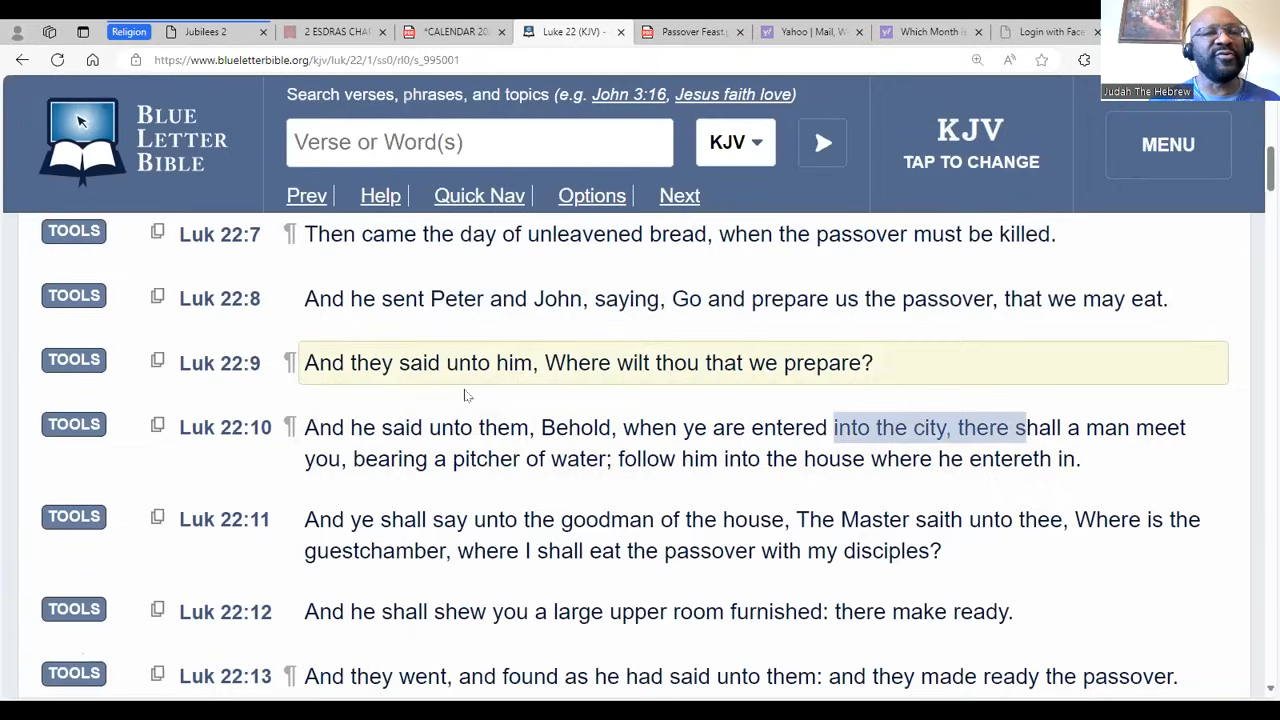 Religion
Jubilees 2
2 ESDRAS CHA
*CALENDAR 20
Luke 22 (KJV) -
Passover Feast,
Yahoo | Mail, W
Which Month is
Login with Face
https://www.blueletterbible.org/kjv/luk/22/1/ss0/rl0/s_995001
Judah The Hebrew
BLUE
LETTER
BIBLE
Search verses, phrases, and topics (e.g. John 3:16, Jesus faith love)
Verse or Word(s)
KJV
KJV
TAP TO CHANGE
MENU
Prev
Help
Quick Nav
Options
Next
TOOLS Luk 22:7 ¶ Then came the day of unleavened bread, when the passover must be killed.
TOOLS Luk 22:8 And he sent Peter and John, saying, Go and prepare us the passover, that we may eat.
TOOLS Luk 22:9 ¶ And they said unto him, Where wilt thou that we prepare?
TOOLS Luk 22:10 ¶ And he said unto them, Behold, when ye are entered into the city, there shall a man meet
you, bearing a pitcher of water; follow him into the house where he entereth in.
TOOLS Luk 22:11 And ye shall say unto the goodman of the house, The Master saith unto thee, Where is the
guestchamber, where I shall eat the passover with my disciples?
TOOLS Luk 22:12 And he shall shew you a large upper room furnished: there make ready.
TOOLS Luk 22:13 ¶ And they went, and found as he had said unto them: and they made ready the passover.